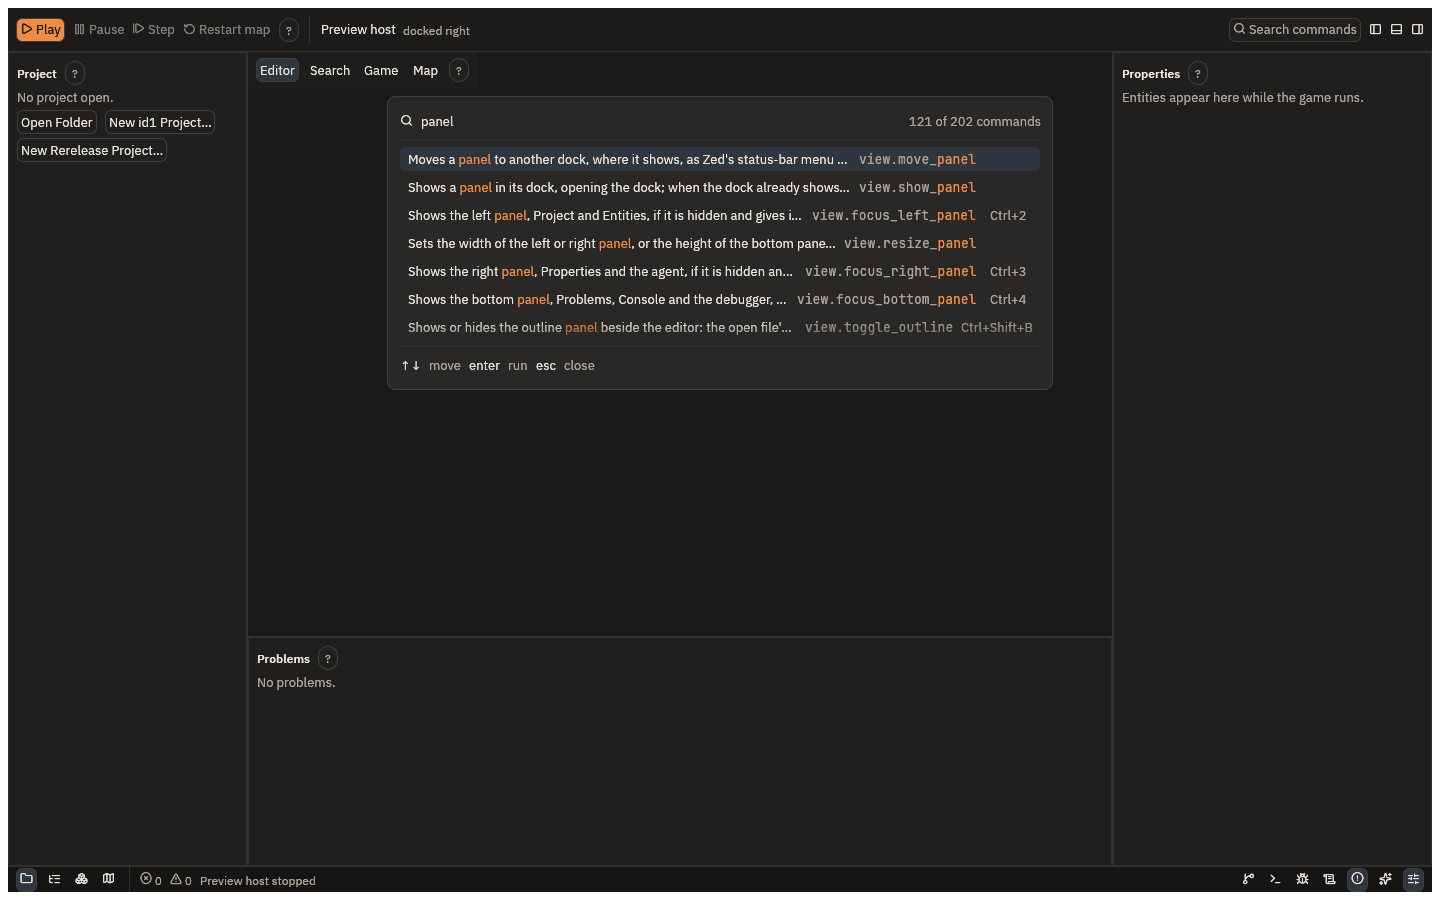 Play Pause Step Restart map ? Preview host docked right Search commands
Project ?
No project open.
Open Folder New id1 Project...
New Rerelease Project...
Editor Search Game Map ?
panel 121 of 202 commands
Moves a panel to another dock, where it shows, as Zed's status-bar menu ... view.move_panel
Shows a panel in its dock, opening the dock; when the dock already shows... view.show_panel
Shows the left panel, Project and Entities, if it is hidden and gives i... view.focus_left_panel Ctrl+2
Sets the width of the left or right panel, or the height of the bottom pane... view.resize_panel
Shows the right panel, Properties and the agent, if it is hidden an... view.focus_right_panel Ctrl+3
Shows the bottom panel, Problems, Console and the debugger, ... view.focus_bottom_panel Ctrl+4
Shows or hides the outline panel beside the editor: the open file'... view.toggle_outline Ctrl+Shift+B
↑↓ move enter run esc close
Properties ?
Entities appear here while the game runs.
Problems ?
No problems.
0 0 Preview host stopped